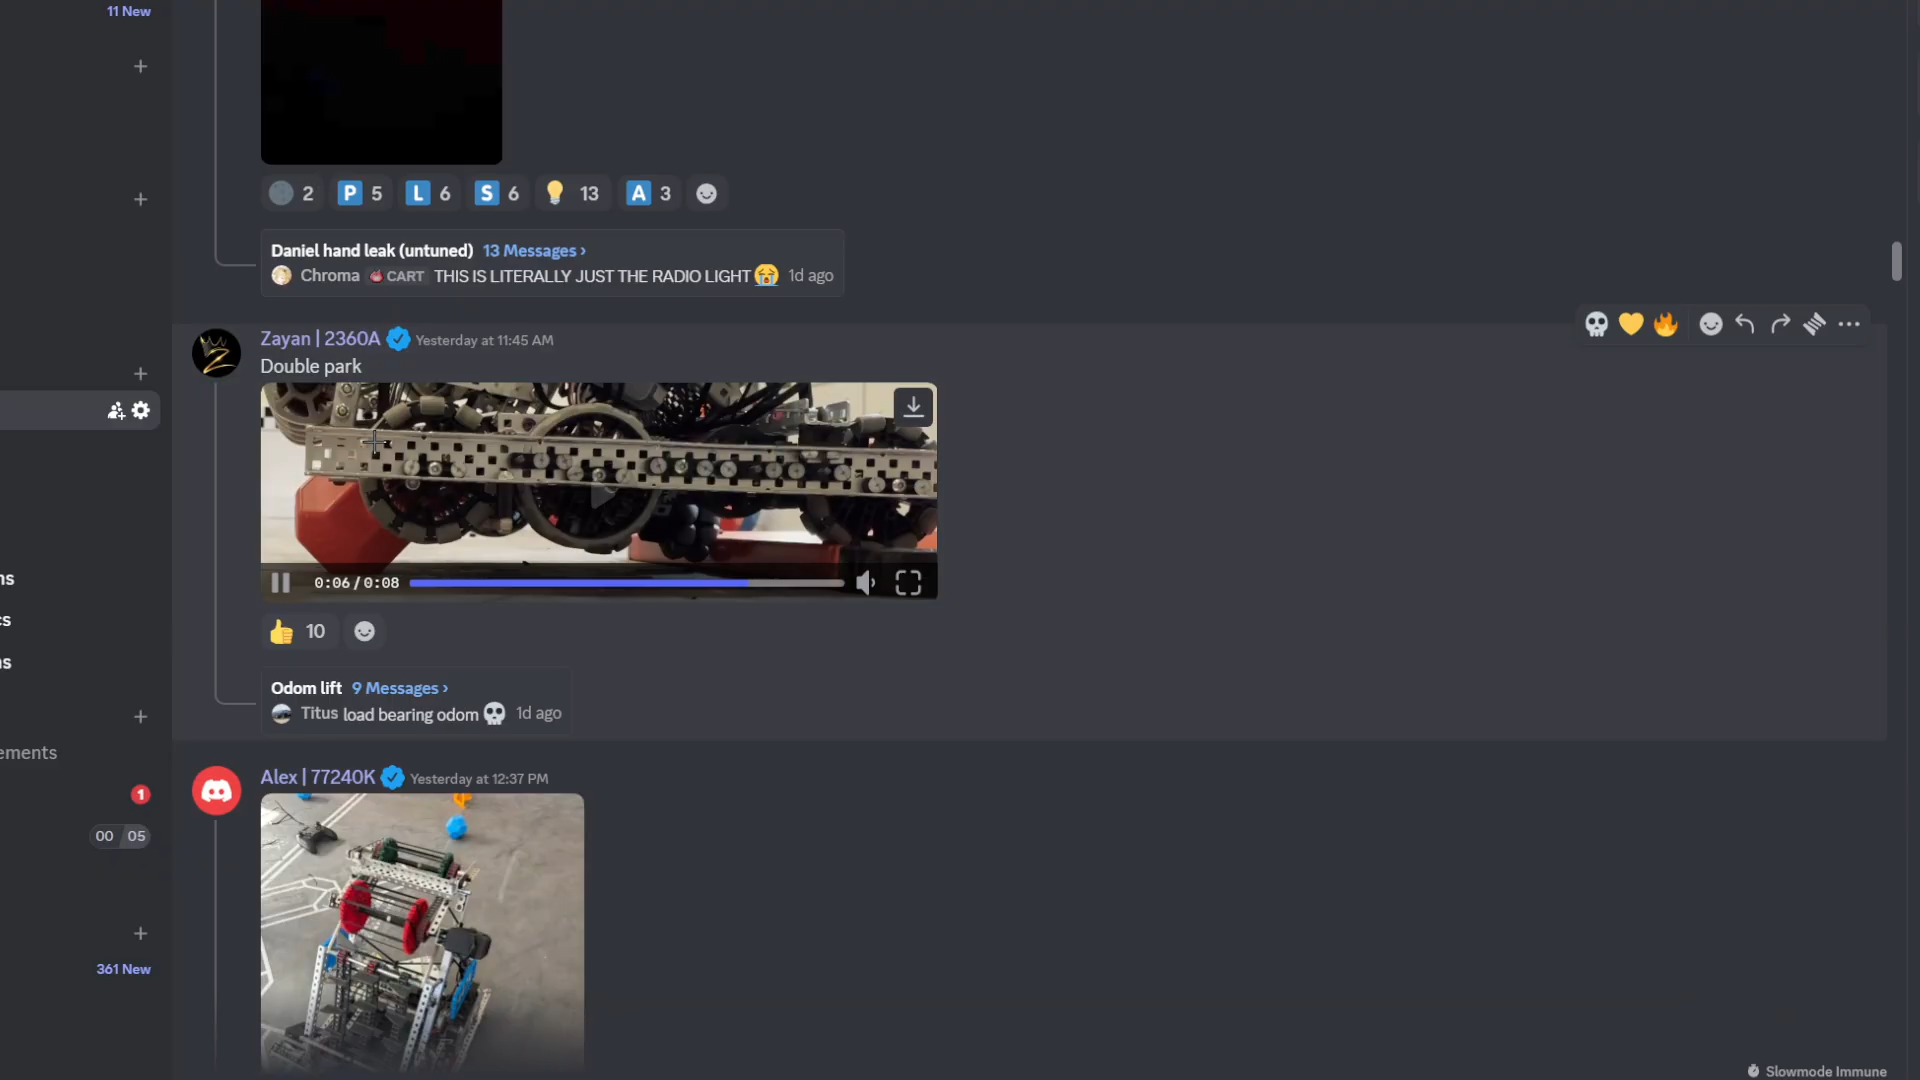 11 New
2 P 5 L 6 S 6 13 A 3
Daniel hand leak (untuned) 13 Messages ›
Chroma CART THIS IS LITERALLY JUST THE RADIO LIGHT 😭 1d ago
Zayan | 2360A Yesterday at 11:45 AM
Double park
0:06 / 0:08
👍 10
Odom lift 9 Messages ›
Titus load bearing odom 💀 1d ago
ns
cs
ns
ements
1
00 / 05
361 New
Alex | 77240K Yesterday at 12:37 PM
Slowmode Immune